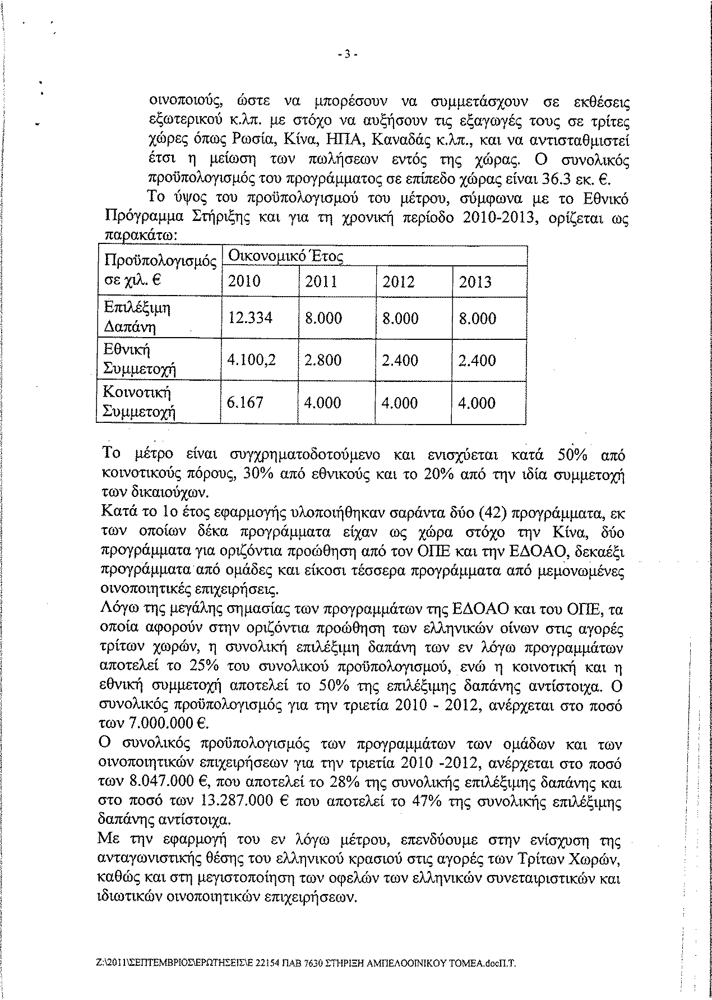 -3-
οινοποιούς, ώστε να μπορέσουν να συμμετάσχουν σε εκθέσεις
εξωτερικού κ.λπ. με στόχο να αυξήσουν τις εξαγωγές τους σε τρίτες
χώρες όπως Ρωσία, Κίνα, ΗΠΑ, Καναδάς κ.λπ., και να αντισταθμιστεί
έτσι η μείωση των πωλήσεων εντός της χώρας. Ο συνολικός
προϋπολογισμός του προγράμματος σε επίπεδο χώρας είναι 36.3 εκ. €.
Το ύψος του προϋπολογισμού του μέτρου, σύμφωνα με το Εθνικό
Πρόγραμμα Στήριξης και για τη χρονική περίοδο 2010-2013, ορίζεται ως
παρακάτω:
Προϋπολογισμός σε χιλ. € Οικονομικό Έτος
2010 2011 2012 2013
Επιλέξιμη Δαπάνη 12.334 8.000 8.000 8.000
Εθνική Συμμετοχή 4.100,2 2.800 2.400 2.400
Κοινοτική Συμμετοχή 6.167 4.000 4.000 4.000
Το μέτρο είναι συγχρηματοδοτούμενο και ενισχύεται κατά 50% από
κοινοτικούς πόρους, 30% από εθνικούς και το 20% από την ιδία συμμετοχή
των δικαιούχων.
Κατά το 1ο έτος εφαρμογής υλοποιήθηκαν σαράντα δύο (42) προγράμματα, εκ
των οποίων δέκα προγράμματα είχαν ως χώρα στόχο την Κίνα, δύο
προγράμματα για οριζόντια προώθηση από τον ΟΠΕ και την ΕΔΟΑΟ, δεκαέξι
προγράμματα από ομάδες και είκοσι τέσσερα προγράμματα από μεμονωμένες
οινοποιητικές επιχειρήσεις.
Λόγω της μεγάλης σημασίας των προγραμμάτων της ΕΔΟΑΟ και του ΟΠΕ, τα
οποία αφορούν στην οριζόντια προώθηση των ελληνικών οίνων στις αγορές
τρίτων χωρών, η συνολική επιλέξιμη δαπάνη των εν λόγω προγραμμάτων
αποτελεί το 25% του συνολικού προϋπολογισμού, ενώ η κοινοτική και η
εθνική συμμετοχή αποτελεί το 50% της επιλέξιμης δαπάνης αντίστοιχα. Ο
συνολικός προϋπολογισμός για την τριετία 2010 - 2012, ανέρχεται στο ποσό
των 7.000.000 €.
Ο συνολικός προϋπολογισμός των προγραμμάτων των ομάδων και των
οινοποιητικών επιχειρήσεων για την τριετία 2010 -2012, ανέρχεται στο ποσό
των 8.047.000 €, που αποτελεί το 28% της συνολικής επιλέξιμης δαπάνης και
στο ποσό των 13.287.000 € που αποτελεί το 47% της συνολικής επιλέξιμης
δαπάνης αντίστοιχα.
Με την εφαρμογή του εν λόγω μέτρου, επενδύουμε στην ενίσχυση της
ανταγωνιστικής θέσης του ελληνικού κρασιού στις αγορές των Τρίτων Χωρών,
καθώς και στη μεγιστοποίηση των οφελών των ελληνικών συνεταιριστικών και
ιδιωτικών οινοποιητικών επιχειρήσεων.
Z:\2011\ΣΕΠΤΕΜΒΡΙΟΣ\ΕΡΩΤΗΣΕΙΣ\Ε 22154 ΠΑΒ 7630 ΣΤΗΡΙΞΗ ΑΜΠΕΛΟΟΙΝΙΚΟΥ ΤΟΜΕΑ.docΠ.Τ.